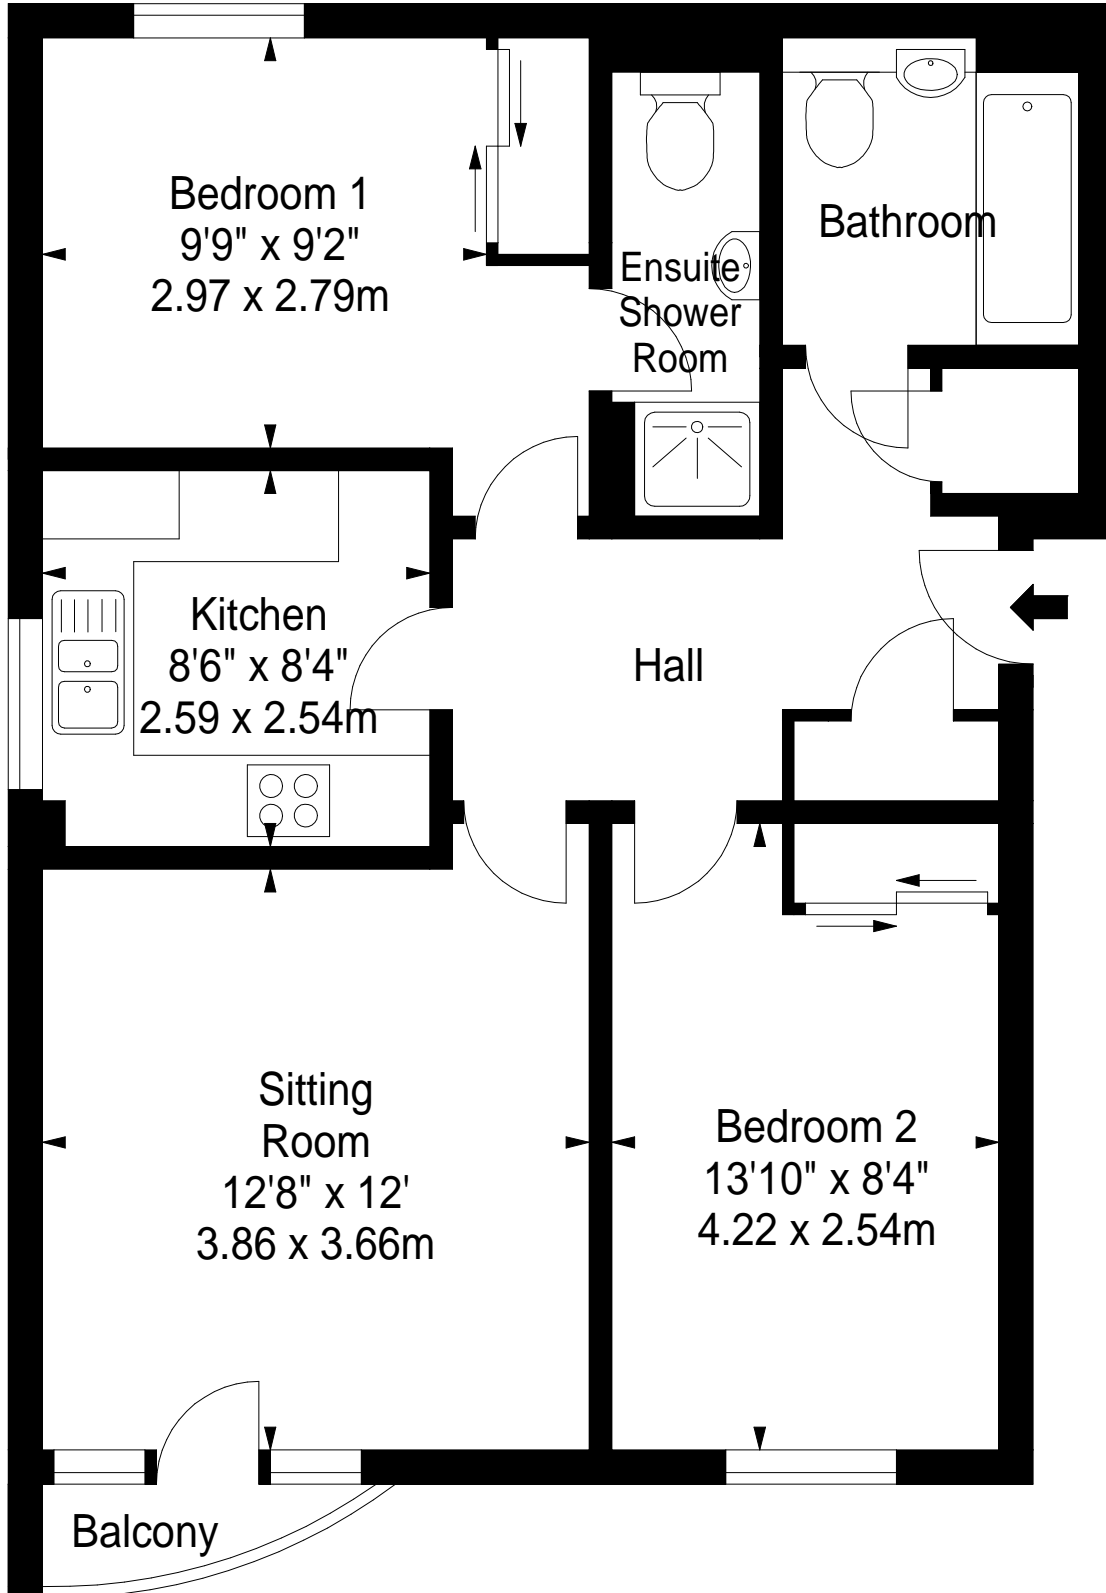 Bedroom 1
9'9" x 9'2"
2.97 x 2.79m
Ensuite
Shower
Room
Bathroom
Kitchen
8'6" x 8'4"
2.59 x 2.54m
Hall
Sitting
Room
12'8" x 12'
3.86 x 3.66m
Bedroom 2
13'10" x 8'4"
4.22 x 2.54m
Balcony